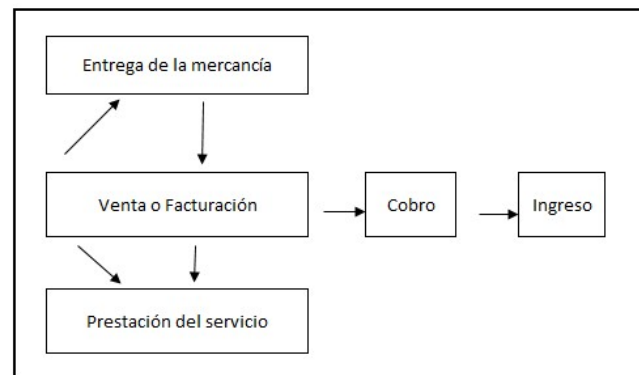 Entrega de la mercancía
Venta o Facturación
Cobro
Ingreso
Prestación del servicio